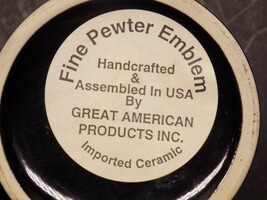 Fine Pewter Emblem
Handcrafted
&
Assembled In USA
By
GREAT AMERICAN
PRODUCTS INC.
Imported Ceramic